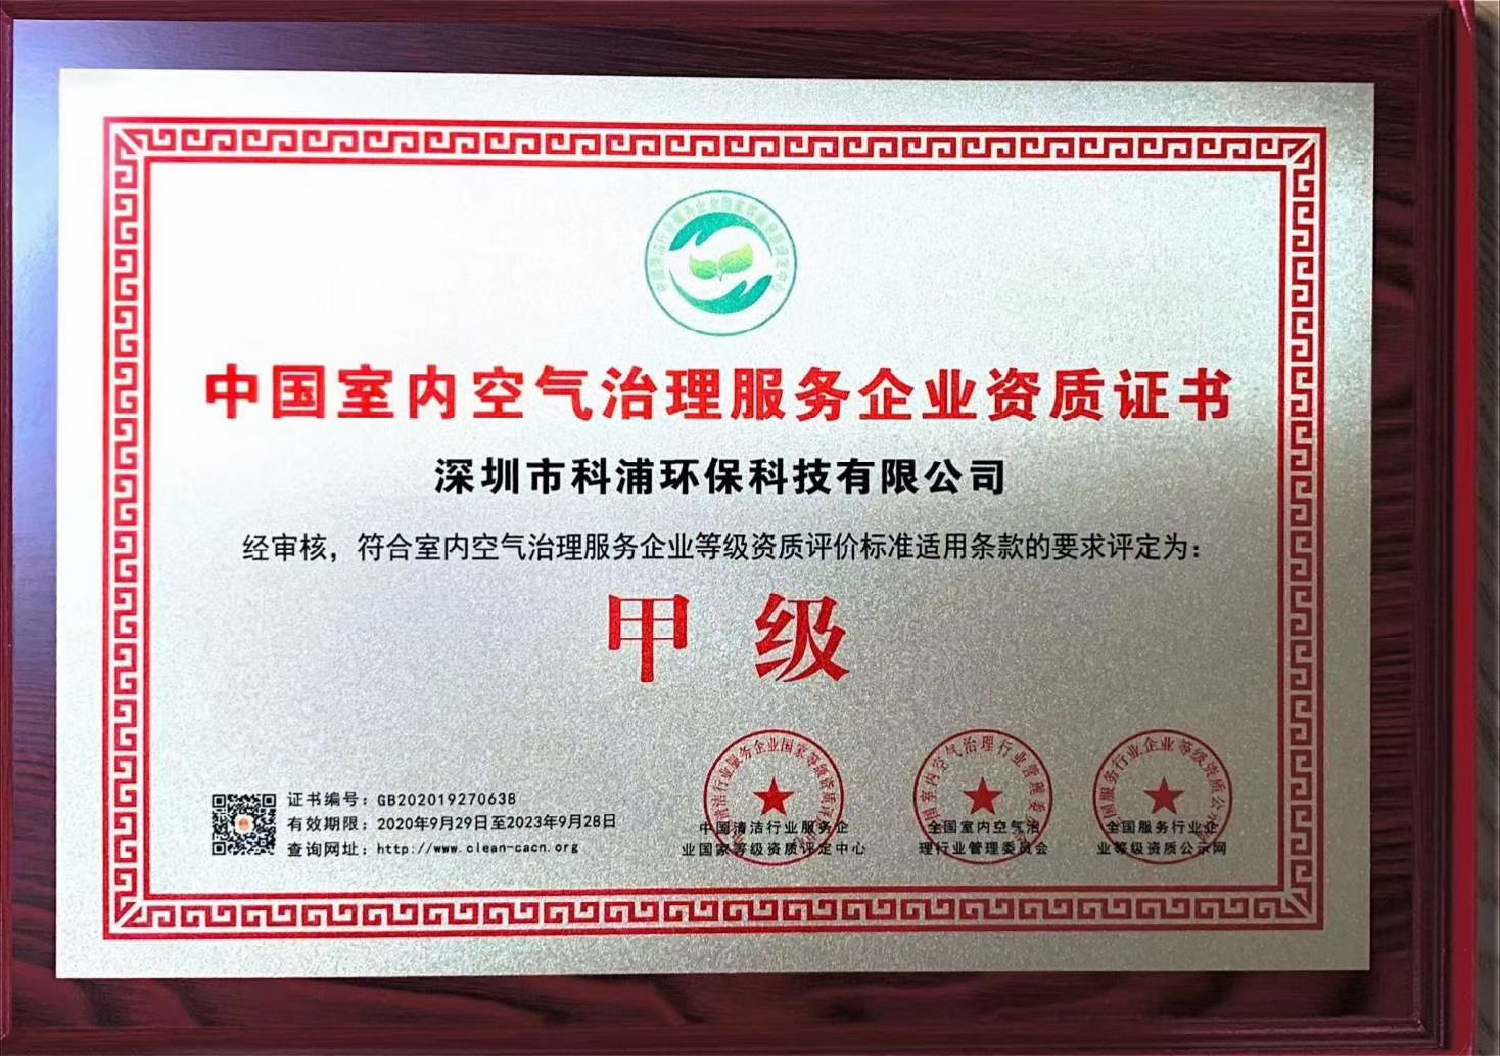 中国室内空气治理服务企业资质证书
深圳市科浦环保科技有限公司
经审核，符合室内空气治理服务企业等级资质评价标准适用条款的要求评定为：
甲级
证书编号：GB202019270638
有效期限：2020年9月29日至2023年9月28日
查询网址：http://www.clean-cacn.org
中国清洁行业服务企
业国家等级资质评定中心
全国室内空气治
理行业管理委员会
全国服务行业企
业等级资质公示网